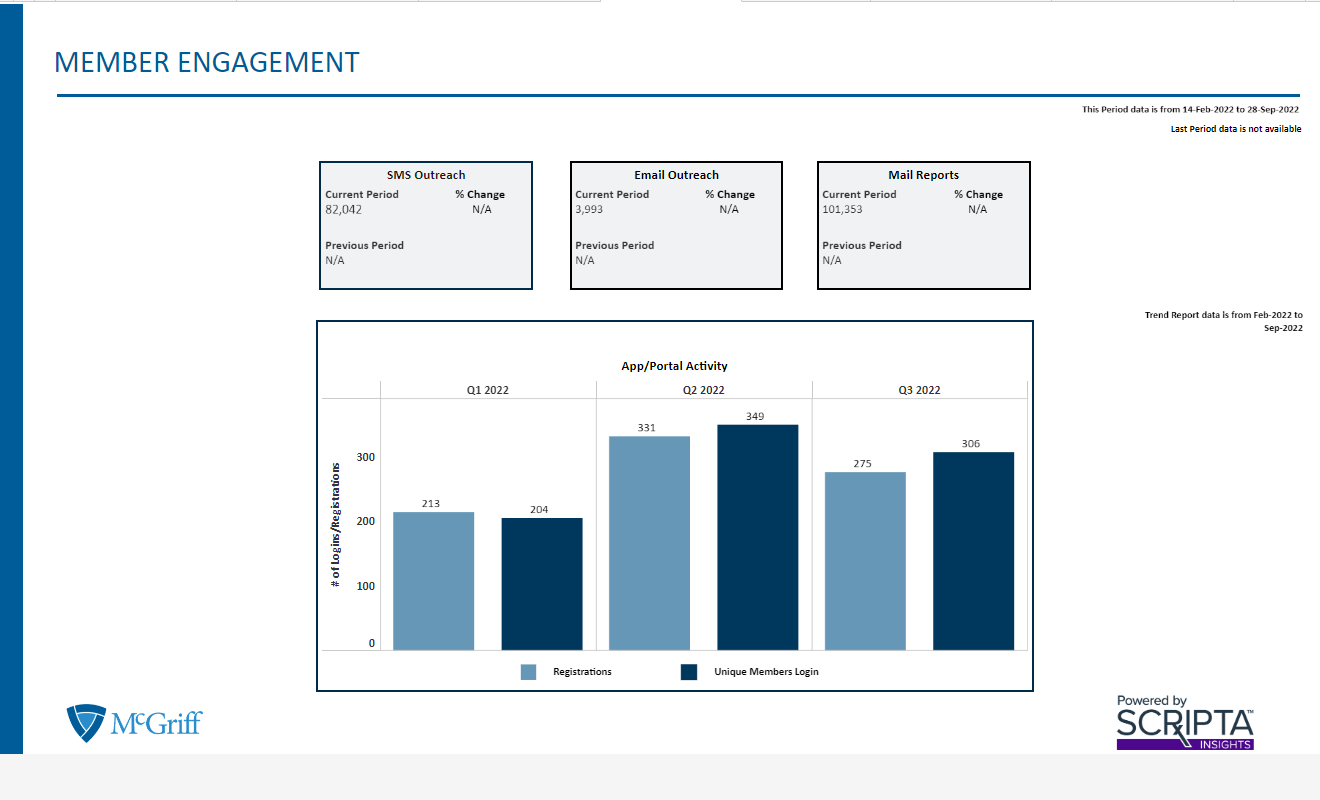 MEMBER ENGAGEMENT
This Period data is from 14-Feb-2022 to 28-Sep-2022
Last Period data is not available
SMS Outreach
Current Period % Change
82,042 N/A
Previous Period
N/A
Email Outreach
Current Period % Change
3,993 N/A
Previous Period
N/A
Mail Reports
Current Period % Change
101,353 N/A
Previous Period
N/A
Trend Report data is from Feb-2022 to
Sep-2022
App/Portal Activity
Q1 2022 Q2 2022 Q3 2022
# of Logins/Registrations
300
200
100
0
213 204
331 349
275 306
Registrations Unique Members Login
McGriff
Powered by
SCRIPTA™
INSIGHTS